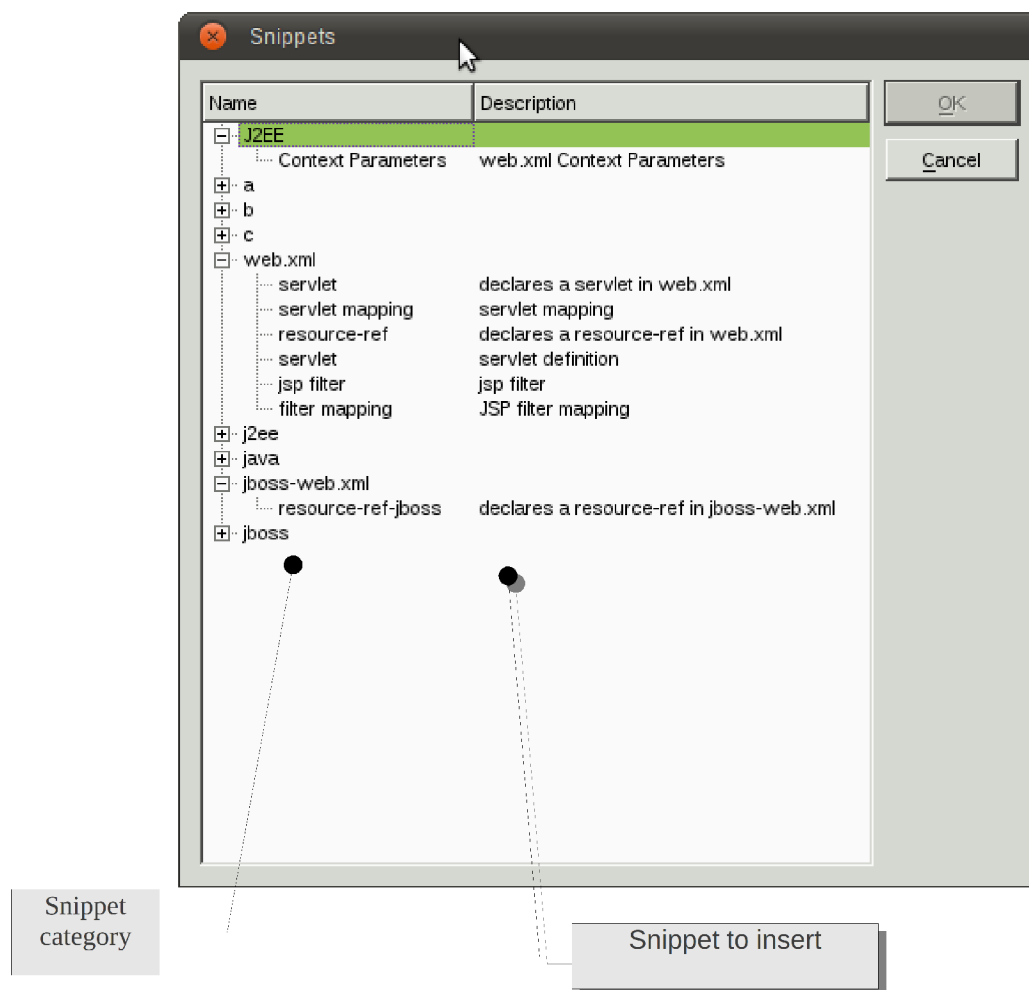 Snippets
Name Description
J2EE
Context Parameters web.xml Context Parameters
a
b
c
web.xml
servlet declares a servlet in web.xml
servlet mapping servlet mapping
resource-ref declares a resource-ref in web.xml
servlet servlet definition
jsp filter jsp filter
filter mapping JSP filter mapping
j2ee
java
jboss-web.xml
resource-ref-jboss declares a resource-ref in jboss-web.xml
jboss
OK
Cancel
Snippet
category
Snippet to insert